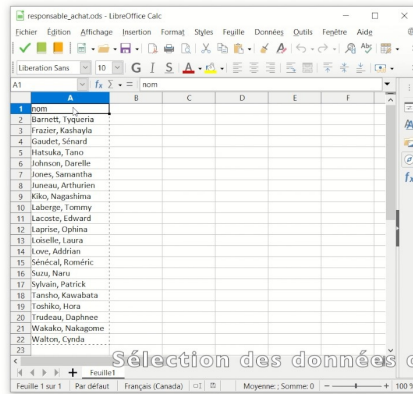 responsable_achat.ods - LibreOffice Calc
Fichier Édition Affichage Insertion Format Styles Feuille Données Outils Fenêtre Aide
Liberation Sans 10 G I S A
A1 fx Σ = nom
A B C D E F
1 nom
2 Barnett, Tyqueria
3 Frazier, Kashayla
4 Gaudet, Sénard
5 Hatsuka, Tano
6 Johnson, Darelle
7 Jones, Samantha
8 Juneau, Arthurien
9 Kiko, Nagashima
10 Laberge, Tommy
11 Lacoste, Edward
12 Laprise, Ophina
13 Loiselle, Laura
14 Love, Addrian
15 Sénécal, Roméric
16 Suzu, Naru
17 Sylvain, Patrick
18 Tansho, Kawabata
19 Toshiko, Hora
20 Trudeau, Daphnee
21 Wakako, Nakagome
22 Walton, Cynda
23
Sélection des données
Feuille1
Feuille 1 sur 1 Par défaut Français (Canada) Moyenne: ; Somme: 0 100 %